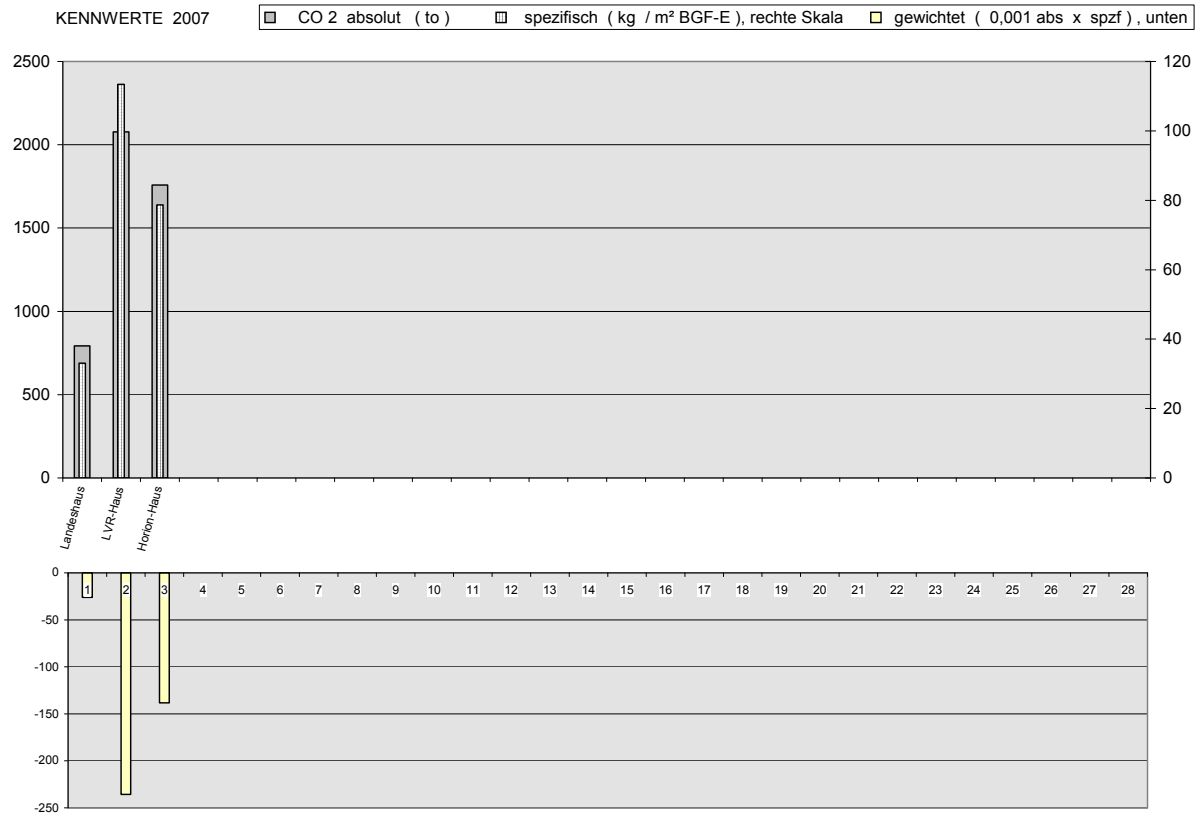 KENNWERTE 2007
CO 2 absolut ( to )
spezifisch ( kg / m² BGF-E ), rechte Skala
gewichtet ( 0,001 abs x spzf ) , unten
2500
2000
1500
1000
500
0
120
100
80
60
40
20
0
Landeshaus
LVR-Haus
Horion-Haus
0
-50
-100
-150
-200
-250
1 2 3 4 5 6 7 8 9 10 11 12 13 14 15 16 17 18 19 20 21 22 23 24 25 26 27 28